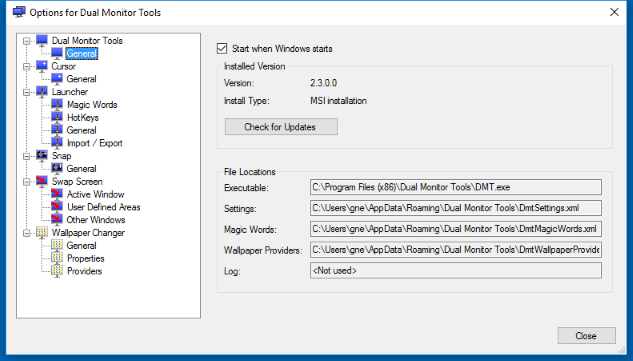 Options for Dual Monitor Tools
Dual Monitor Tools
General
Cursor
General
Launcher
Magic Words
HotKeys
General
Import / Export
Snap
General
Swap Screen
Active Window
User Defined Areas
Other Windows
Wallpaper Changer
General
Properties
Providers
Start when Windows starts
Installed Version
Version: 2.3.0.0
Install Type: MSI installation
Check for Updates
File Locations
Executable: C:\Program Files (x86)\Dual Monitor Tools\DMT.exe
Settings: C:\Users\gne\AppData\Roaming\Dual Monitor Tools\DmtSettings.xml
Magic Words: C:\Users\gne\AppData\Roaming\Dual Monitor Tools\DmtMagicWords.xml
Wallpaper Providers: C:\Users\gne\AppData\Roaming\Dual Monitor Tools\DmtWallpaperProvide
Log: <Not used>
Close